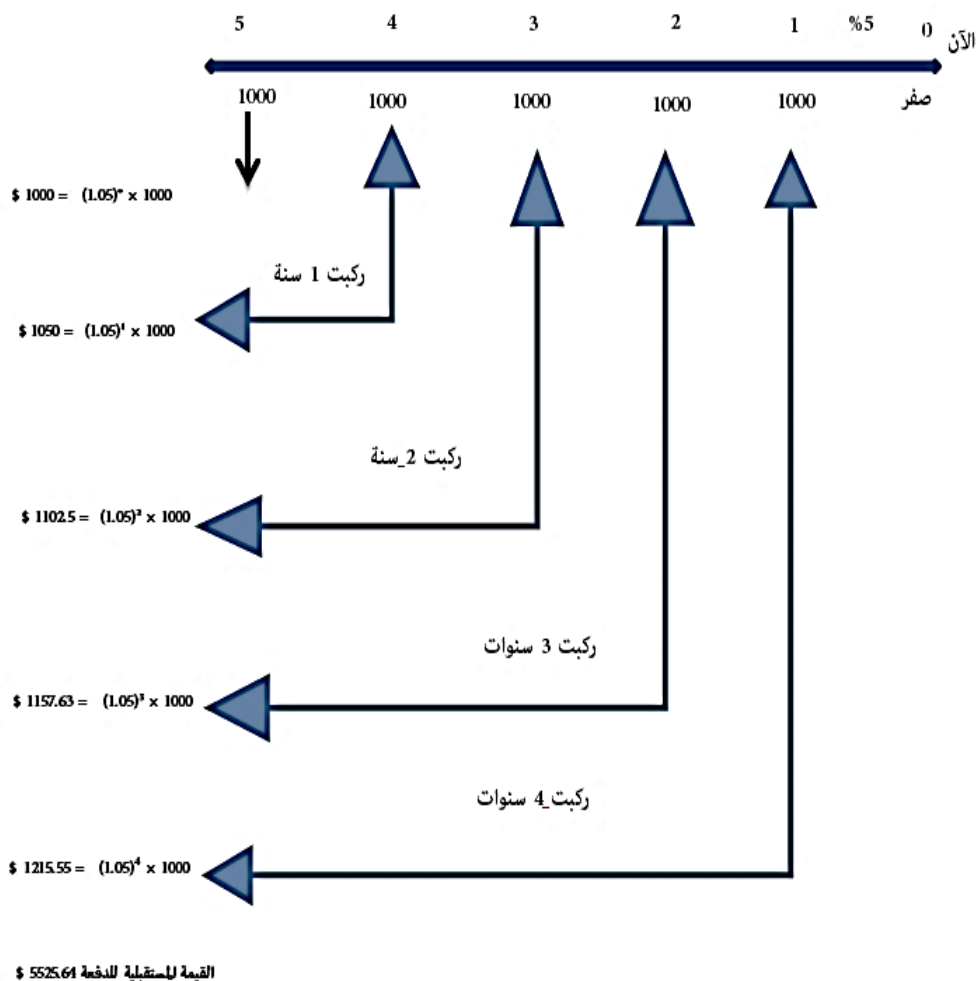 الآن 0 %5 1 2 3 4 5
صفر 1000 1000 1000 1000 1000
$ 1000 = (1.05)° × 1000
ركبت 1 سنة
$ 1050 = (1.05)¹ × 1000
ركبت 2_سنة
$ 1102.5 = (1.05)² × 1000
ركبت 3 سنوات
$ 1157.63 = (1.05)³ × 1000
ركبت_4 سنوات
$ 1215.55 = (1.05)⁴ × 1000
القيمة المستقبلية للدفعة 5525.64 $